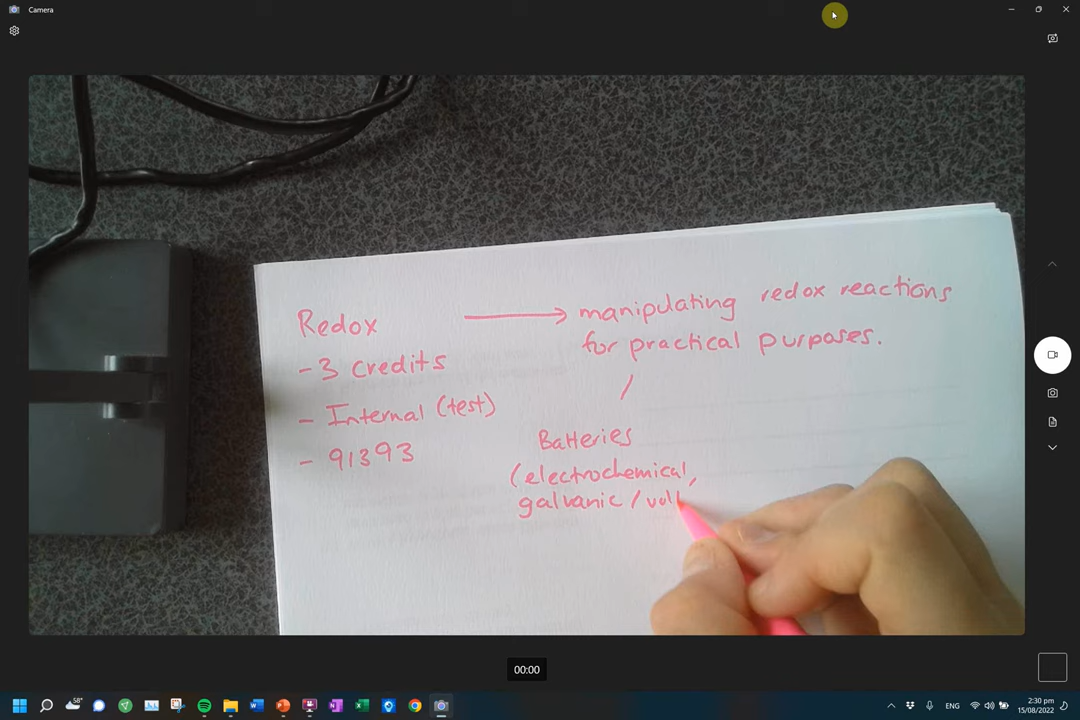 Camera
Redox
- 3 credits
- Internal (test)
- 91393
manipulating redox reactions
for practical purposes.
Batteries
(electrochemical,
galvanic / vol
00:00
58°
ENG
2:30 pm
15/08/2022